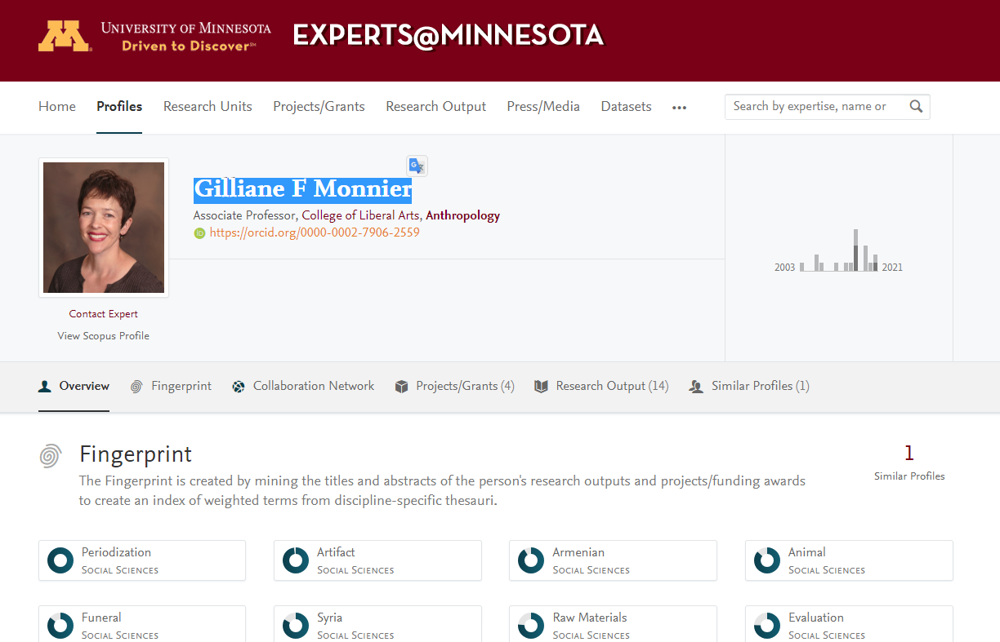 UNIVERSITY OF MINNESOTA
Driven to Discover℠
EXPERTS@MINNESOTA
Home Profiles Research Units Projects/Grants Research Output Press/Media Datasets ••• Search by expertise, name or
Gilliane F Monnier
Associate Professor, College of Liberal Arts, Anthropology
iD https://orcid.org/0000-0002-7906-2559
2003 2021
Contact Expert
View Scopus Profile
Overview Fingerprint Collaboration Network Projects/Grants (4) Research Output (14) Similar Profiles (1)
Fingerprint
The Fingerprint is created by mining the titles and abstracts of the person's research outputs and projects/funding awards
to create an index of weighted terms from discipline-specific thesauri.
1
Similar Profiles
Periodization Artifact Armenian Animal
SOCIAL SCIENCES SOCIAL SCIENCES SOCIAL SCIENCES SOCIAL SCIENCES
Funeral Syria Raw Materials Evaluation
SOCIAL SCIENCES SOCIAL SCIENCES SOCIAL SCIENCES SOCIAL SCIENCES